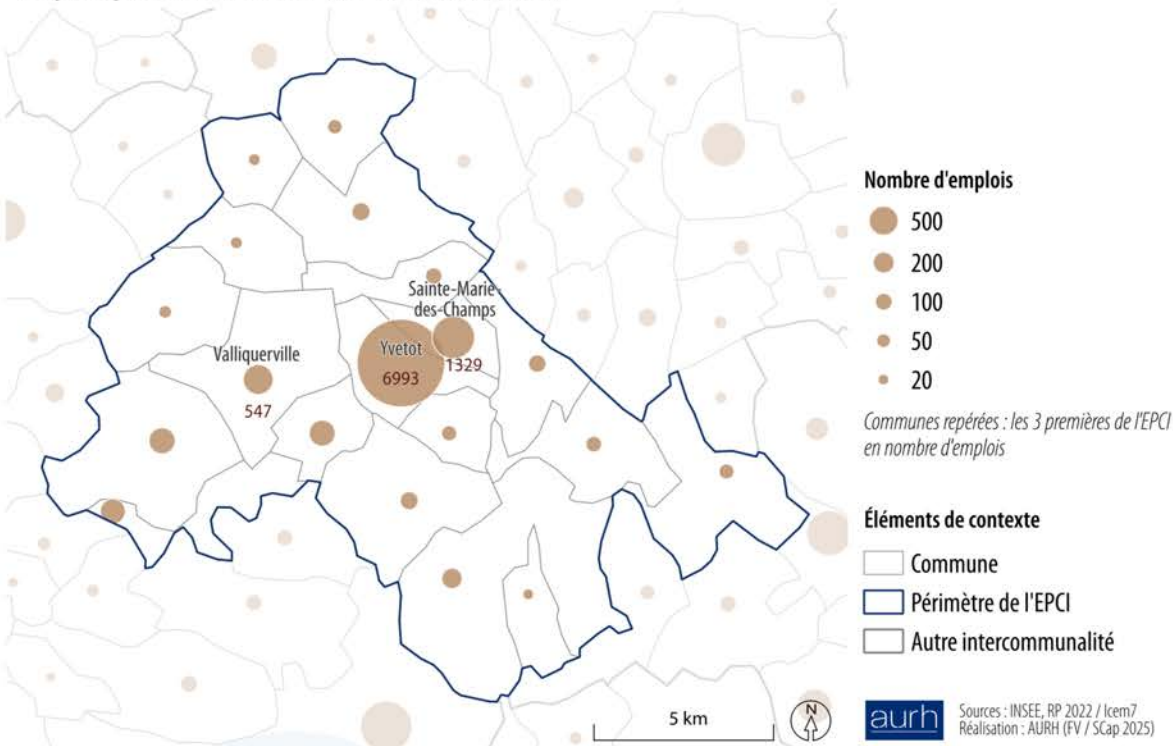 Sainte-Marie-
des-Champs
Yvetot
1329
6993
Valliquerville
547
Nombre d'emplois
500
200
100
50
20
Communes repérées : les 3 premières de l'EPCI
en nombre d'emplois
Éléments de contexte
Commune
Périmètre de l'EPCI
Autre intercommunalité
5 km
N
aurh
Sources : INSEE, RP 2022 / Icem7
Réalisation : AURH (FV / SCap 2025)